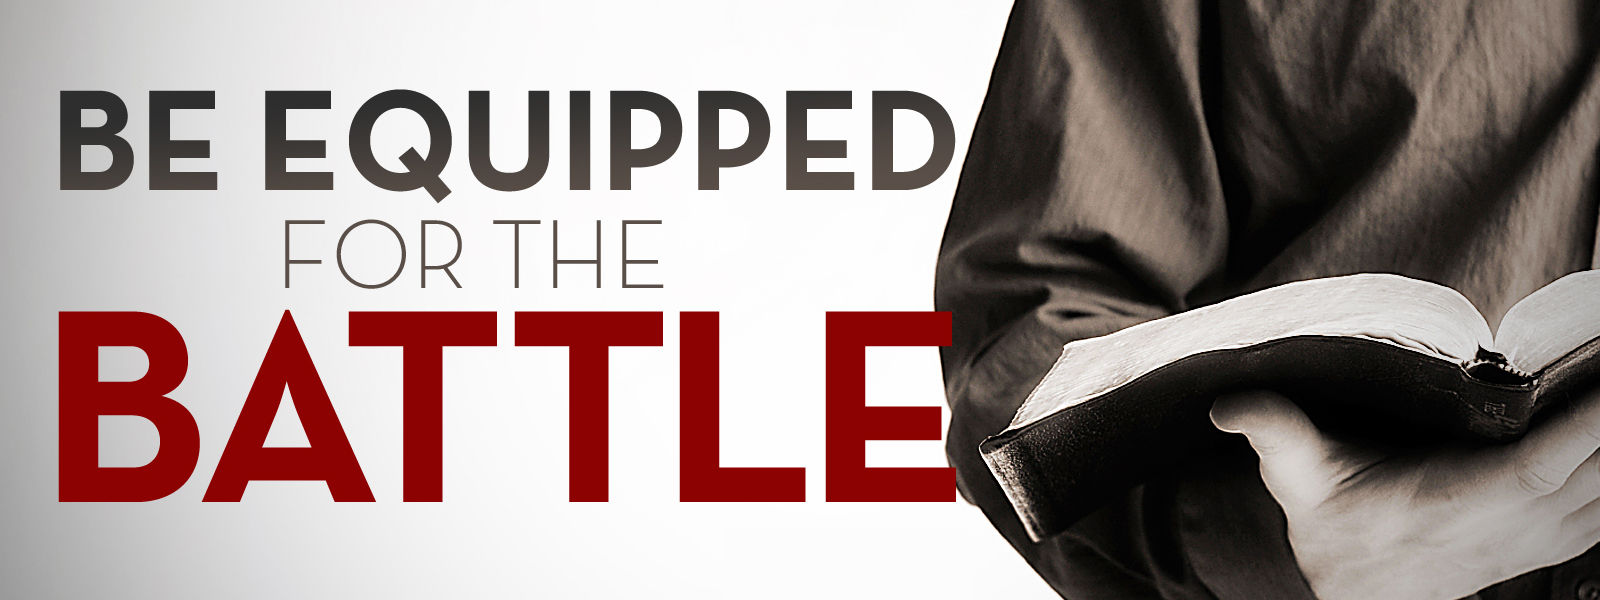 BE EQUIPPED
FOR THE
BATTLE